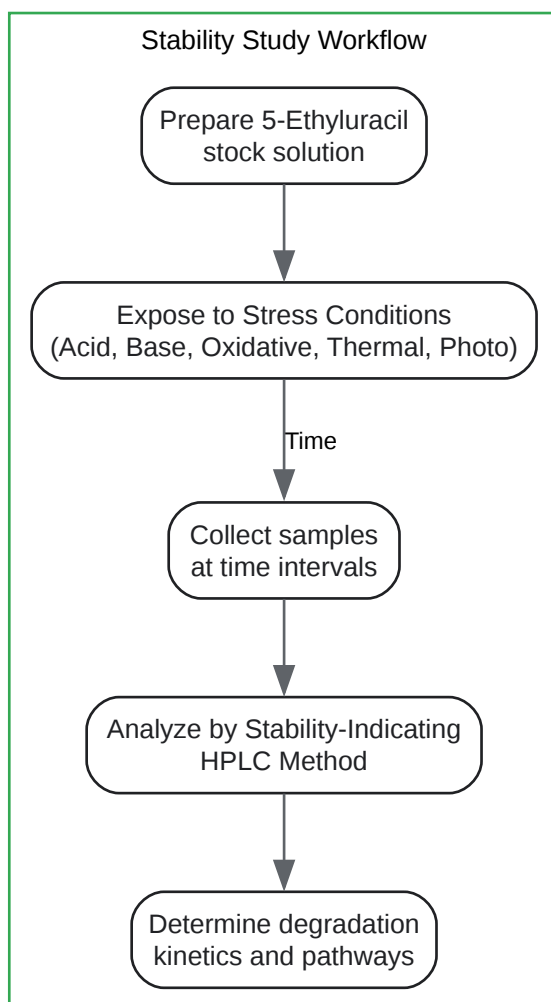 Stability Study Workflow
Prepare 5-Ethyluracil
stock solution
Expose to Stress Conditions
(Acid, Base, Oxidative, Thermal, Photo)
Time
Collect samples
at time intervals
Analyze by Stability-Indicating
HPLC Method
Determine degradation
kinetics and pathways